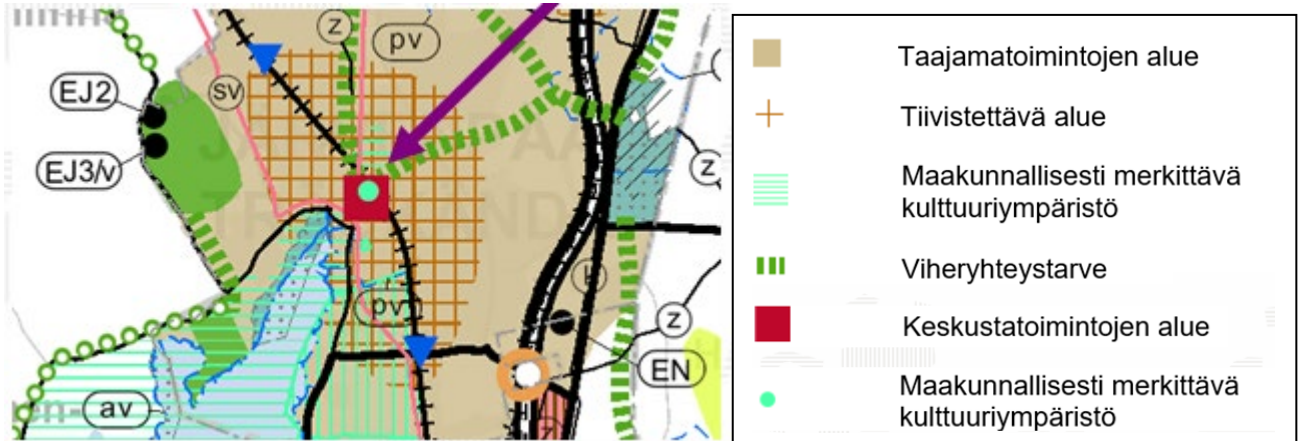 z
pv
EJ2
sv
EJ3/v
z
pv
z
EN
av
Taajamatoimintojen alue
Tiivistettävä alue
Maakunnallisesti merkittävä
kulttuuriympäristö
Viheryhteystarve
Keskustatoimintojen alue
Maakunnallisesti merkittävä
kulttuuriympäristö